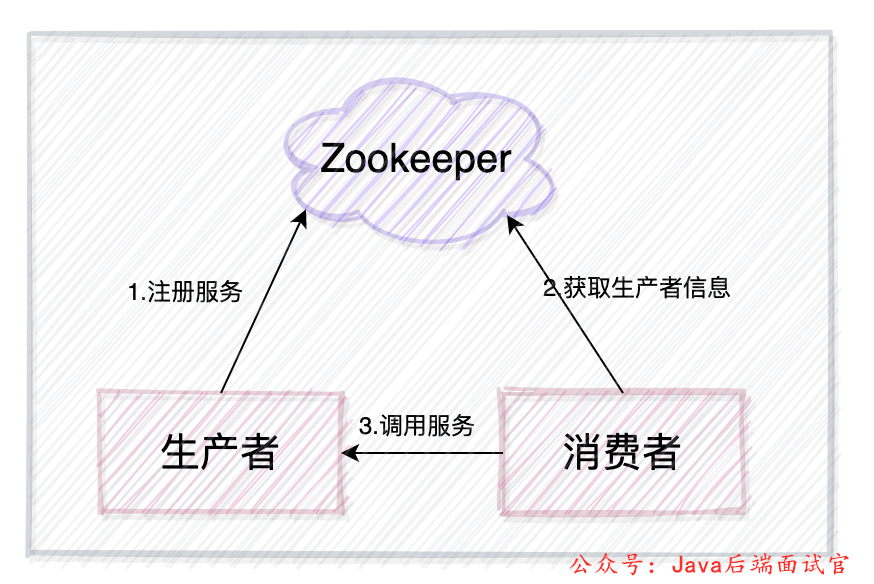 Zookeeper
1.注册服务
2.获取生产者信息
3.调用服务
生产者
消费者
公众号：Java后端面试官